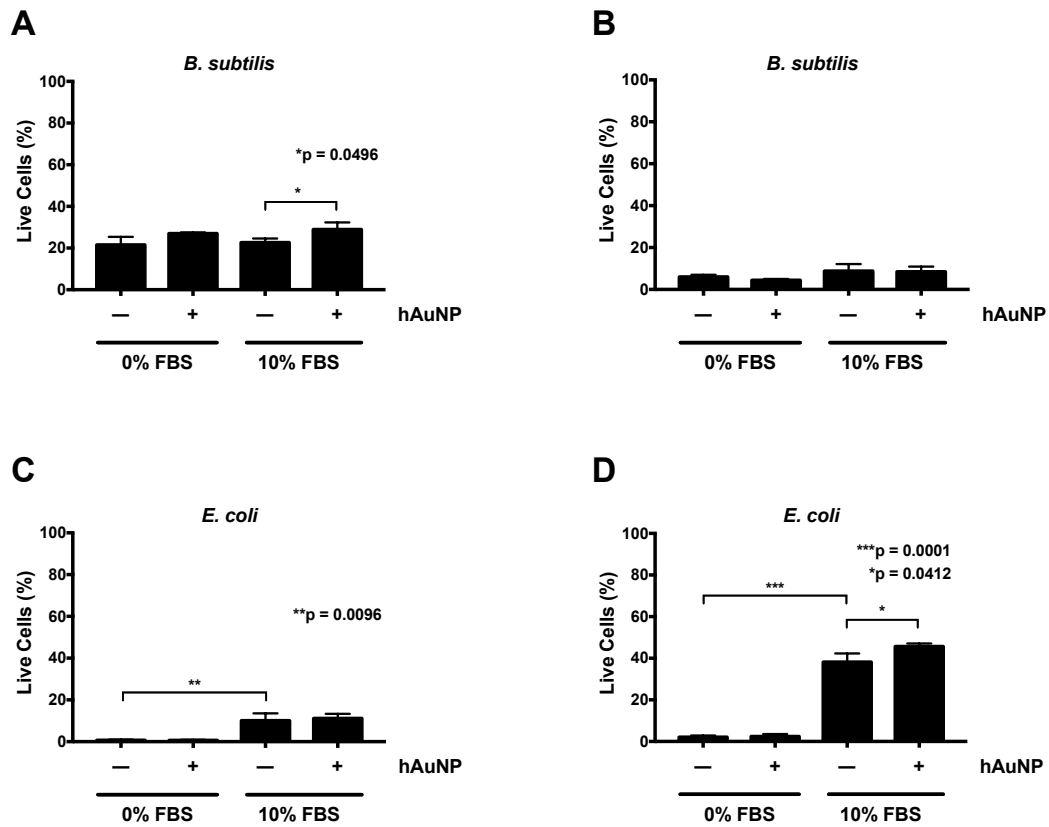 A
B. subtilis
100
80
60
40
20
0
Live Cells (%)
*p = 0.0496
*
— + — + hAuNP
0% FBS 10% FBS
B
B. subtilis
100
80
60
40
20
0
Live Cells (%)
— + — + hAuNP
0% FBS 10% FBS
C
E. coli
100
80
60
40
20
0
Live Cells (%)
**p = 0.0096
**
— + — + hAuNP
0% FBS 10% FBS
D
E. coli
100
80
60
40
20
0
Live Cells (%)
***p = 0.0001
*p = 0.0412
***
*
— + — + hAuNP
0% FBS 10% FBS